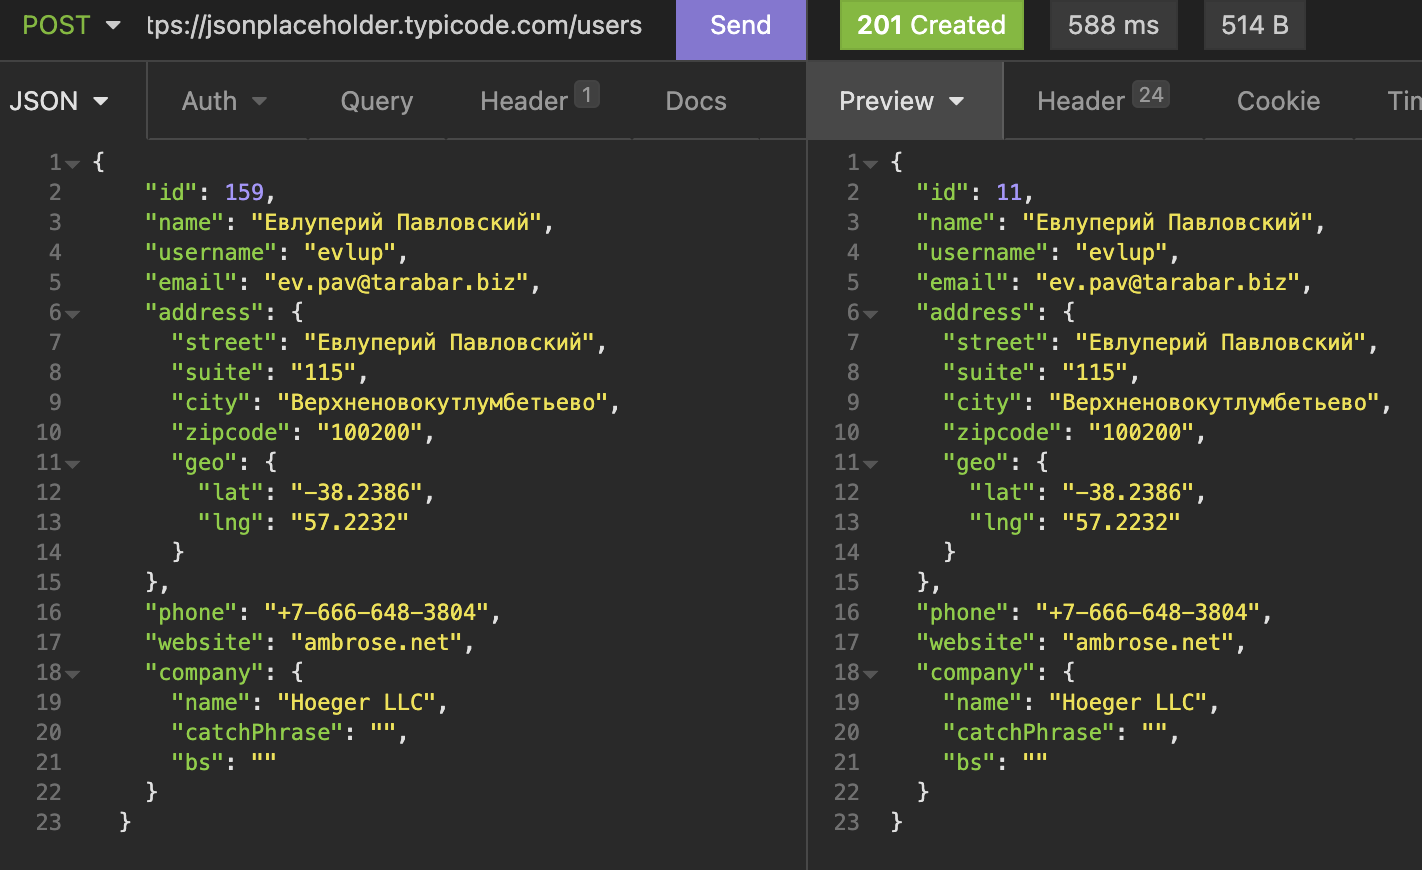 POST tps://jsonplaceholder.typicode.com/users Send 201 Created 588 ms 514 B
JSON Auth Query Header 1 Docs Preview Header 24 Cookie Tim
1 {
2 "id": 159,
3 "name": "Евлуперий Павловский",
4 "username": "evlup",
5 "email": "ev.pav@tarabar.biz",
6 "address": {
7 "street": "Евлуперий Павловский",
8 "suite": "115",
9 "city": "Верхненовокутлумбетьево",
10 "zipcode": "100200",
11 "geo": {
12 "lat": "-38.2386",
13 "lng": "57.2232"
14 }
15 },
16 "phone": "+7-666-648-3804",
17 "website": "ambrose.net",
18 "company": {
19 "name": "Hoeger LLC",
20 "catchPhrase": "",
21 "bs": ""
22 }
23 }
1 {
2 "id": 11,
3 "name": "Евлуперий Павловский",
4 "username": "evlup",
5 "email": "ev.pav@tarabar.biz",
6 "address": {
7 "street": "Евлуперий Павловский",
8 "suite": "115",
9 "city": "Верхненовокутлумбетьево",
10 "zipcode": "100200",
11 "geo": {
12 "lat": "-38.2386",
13 "lng": "57.2232"
14 }
15 },
16 "phone": "+7-666-648-3804",
17 "website": "ambrose.net",
18 "company": {
19 "name": "Hoeger LLC",
20 "catchPhrase": "",
21 "bs": ""
22 }
23 }